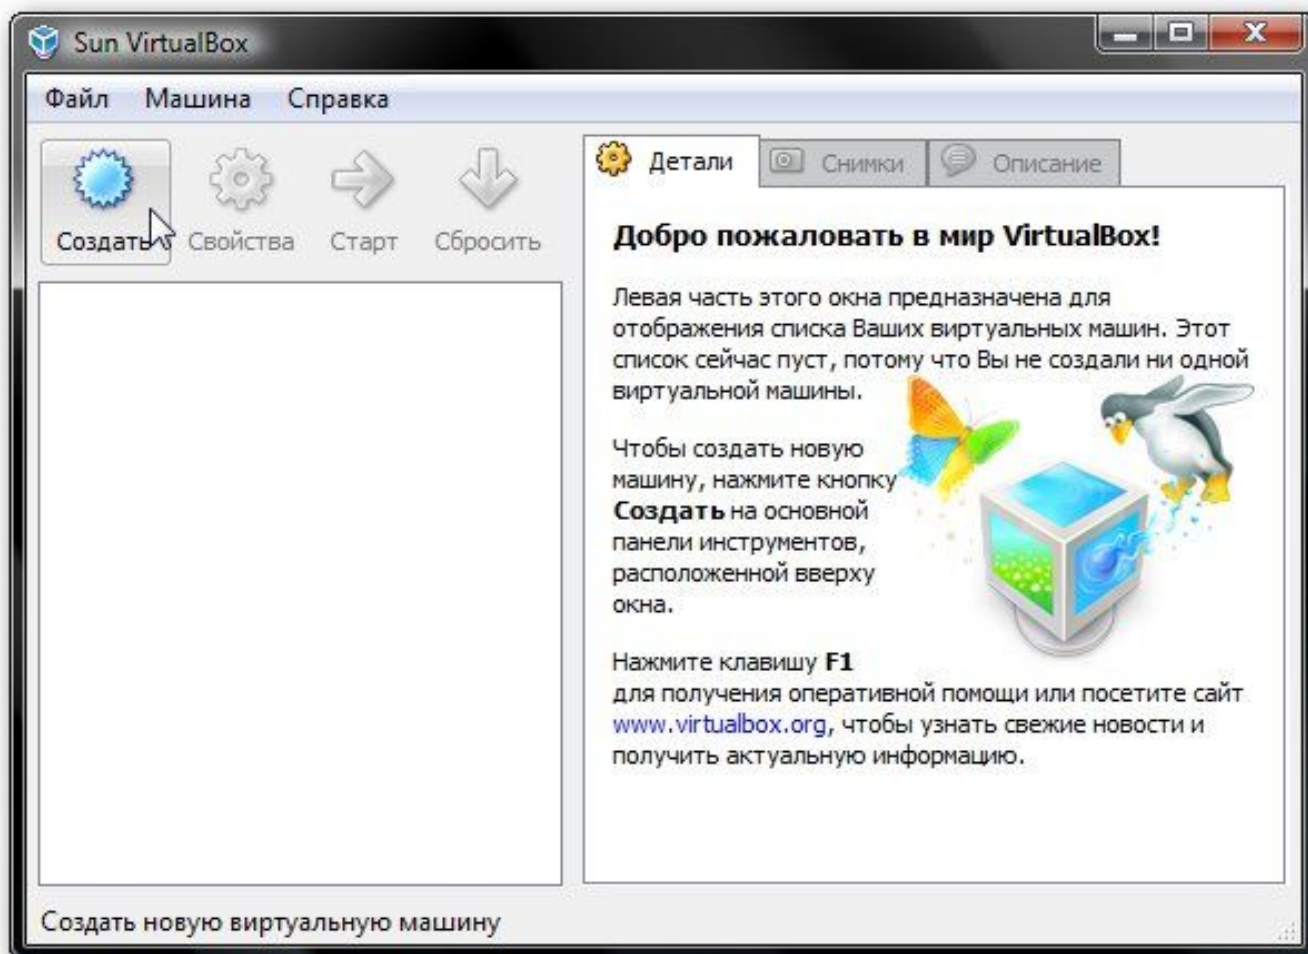 Sun VirtualBox
Файл Машина Справка
Создать Свойства Старт Сбросить
Детали Снимки Описание
Добро пожаловать в мир VirtualBox!
Левая часть этого окна предназначена для
отображения списка Ваших виртуальных машин. Этот
список сейчас пуст, потому что Вы не создали ни одной
виртуальной машины.
Чтобы создать новую
машину, нажмите кнопку
Создать на основной
панели инструментов,
расположенной вверху
окна.
Нажмите клавишу F1
для получения оперативной помощи или посетите сайт
www.virtualbox.org, чтобы узнать свежие новости и
получить актуальную информацию.
Создать новую виртуальную машину